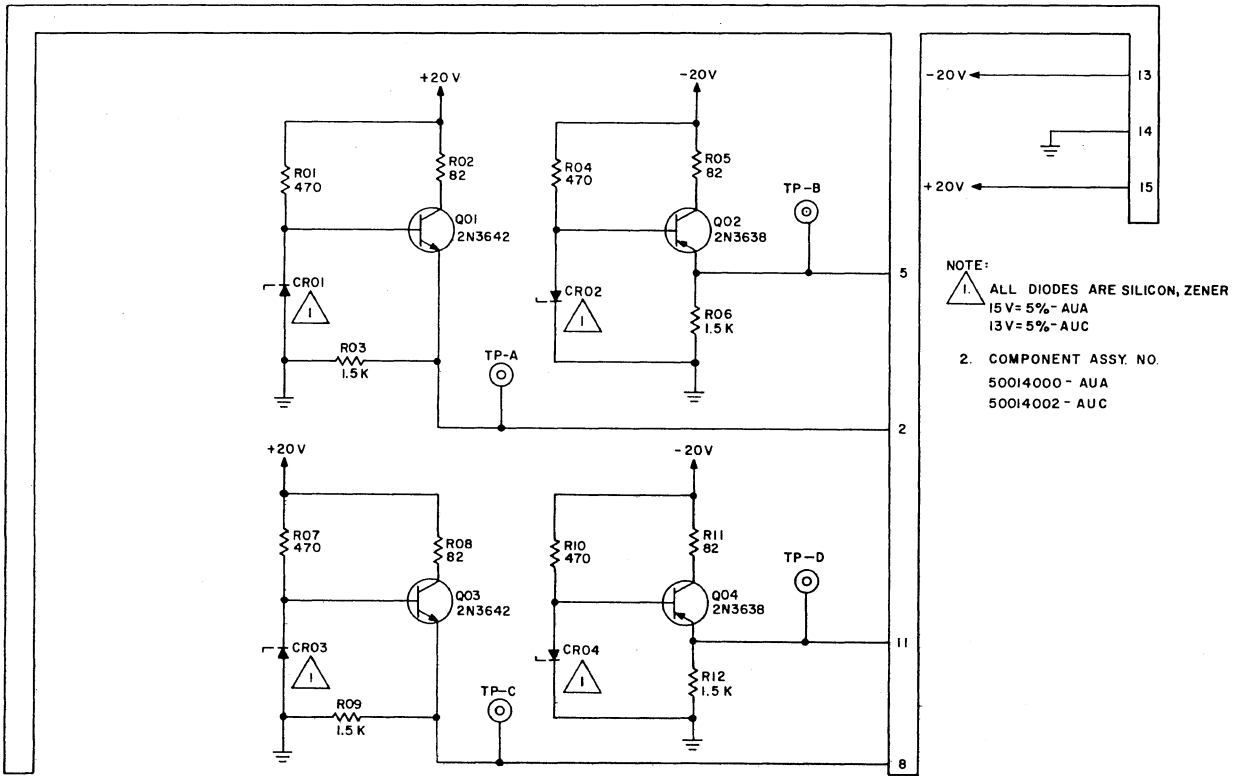 +20V
-20V
-20V
13
14
+20V
15
R01
470
R02
82
R04
470
R05
82
TP-B
Q01
2N3642
Q02
2N3638
5
CR01
1
CR02
1
R06
1.5 K
R03
1.5 K
TP-A
2
NOTE:
1. ALL DIODES ARE SILICON, ZENER
15V= 5%- AUA
13V= 5%- AUC
2. COMPONENT ASSY. NO.
50014000 - AUA
50014002 - AUC
+20V
-20V
R07
470
R08
82
R10
470
R11
82
TP-D
Q03
2N3642
Q04
2N3638
11
CR03
1
CR04
1
R12
1.5 K
R09
1.5 K
TP-C
8